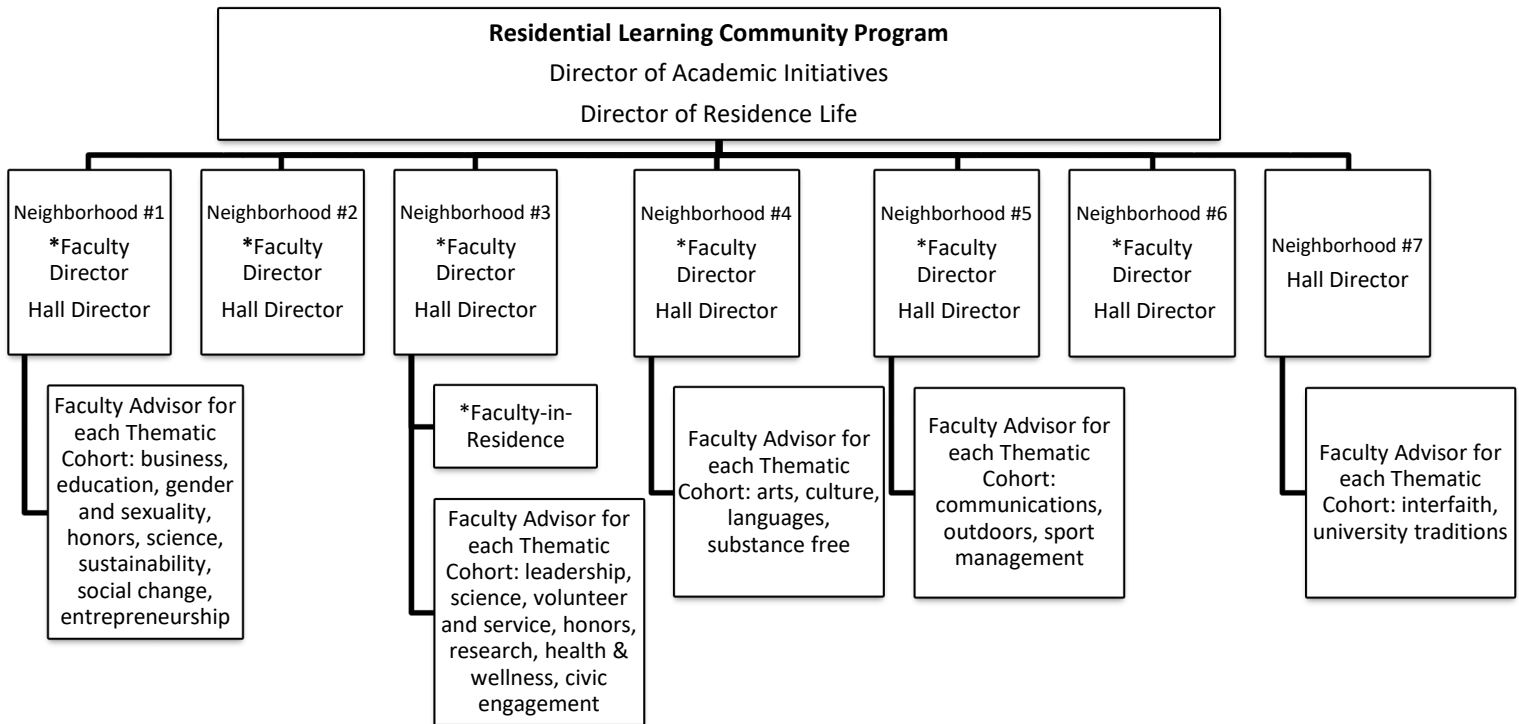 Residential Learning Community Program
Director of Academic Initiatives
Director of Residence Life
Neighborhood #1
*Faculty
Director
Hall Director
Neighborhood #2
*Faculty
Director
Hall Director
Neighborhood #3
*Faculty
Director
Hall Director
Neighborhood #4
*Faculty
Director
Hall Director
Neighborhood #5
*Faculty
Director
Hall Director
Neighborhood #6
*Faculty
Director
Hall Director
Neighborhood #7
Hall Director
Faculty Advisor for
each Thematic
Cohort: business,
education, gender
and sexuality,
honors, science,
sustainability,
social change,
entrepreneurship
*Faculty-in-
Residence
Faculty Advisor for
each Thematic
Cohort: leadership,
science, volunteer
and service, honors,
research, health &
wellness, civic
engagement
Faculty Advisor for
each Thematic
Cohort: arts, culture,
languages,
substance free
Faculty Advisor for
each Thematic
Cohort:
communications,
outdoors, sport
management
Faculty Advisor for
each Thematic
Cohort: interfaith,
university traditions